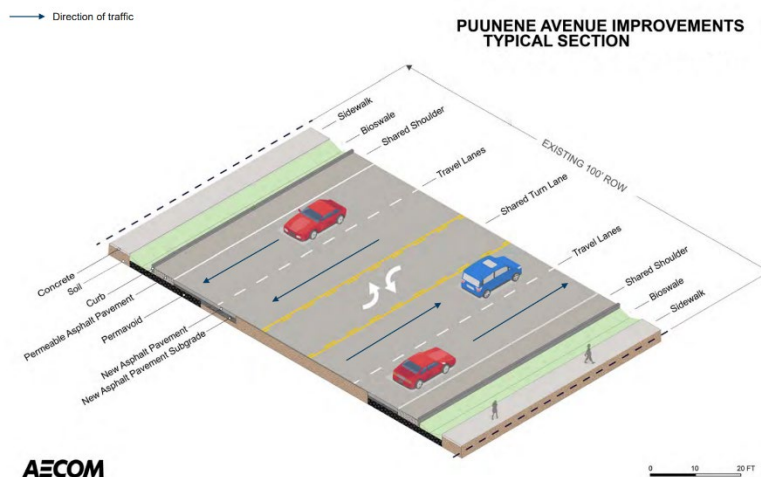 Direction of traffic
PUUNENE AVENUE IMPROVEMENTS
TYPICAL SECTION
Sidewalk
Bioswale
Shared Shoulder
Travel Lanes
Shared Turn Lane
Travel Lanes
Shared Shoulder
Bioswale
Sidewalk
EXISTING 100' ROW
Concrete
Soil
Curb
Permeable Asphalt Pavement
Permavoid
New Asphalt Pavement
New Asphalt Pavement Subgrade
AECOM
0 10 20 FT